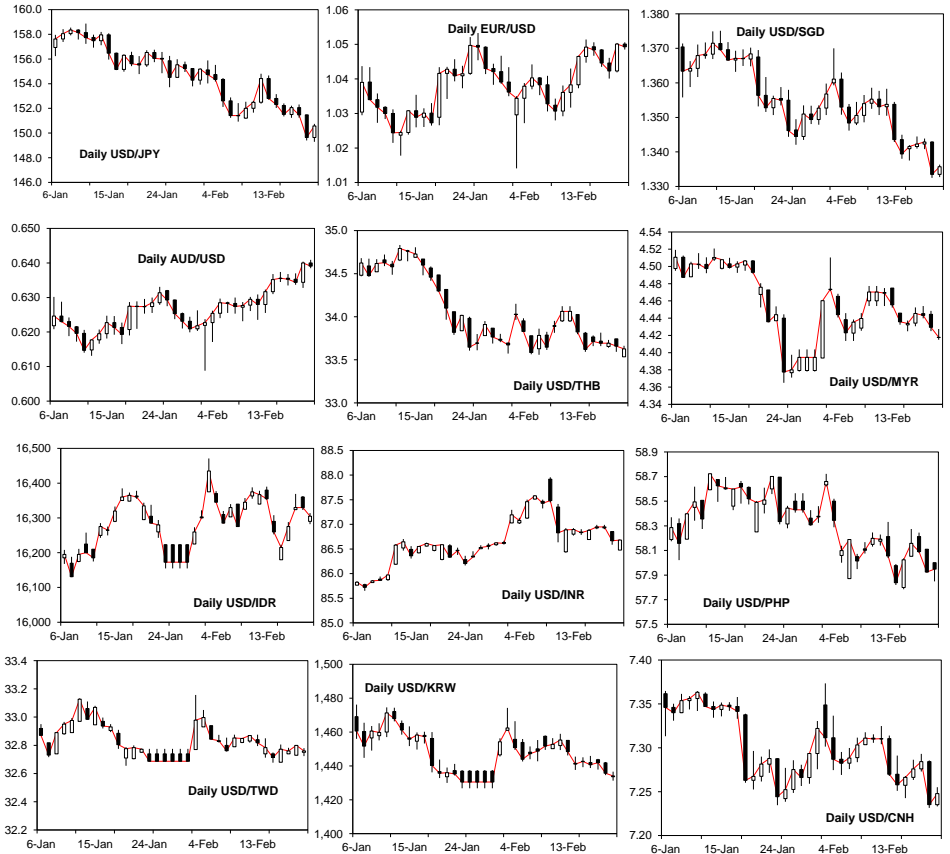 Daily USD/JPY
160.0
158.0
156.0
154.0
152.0
150.0
148.0
146.0
6-Jan
15-Jan
24-Jan
4-Feb
13-Feb
Daily EUR/USD
1.06
1.05
1.04
1.03
1.02
1.01
6-Jan
15-Jan
24-Jan
4-Feb
13-Feb
Daily USD/SGD
1.380
1.370
1.360
1.350
1.340
1.330
6-Jan
15-Jan
24-Jan
4-Feb
13-Feb
Daily AUD/USD
0.650
0.640
0.630
0.620
0.610
0.600
6-Jan
15-Jan
24-Jan
4-Feb
13-Feb
Daily USD/THB
35.0
34.5
34.0
33.5
33.0
6-Jan
15-Jan
24-Jan
4-Feb
13-Feb
Daily USD/MYR
4.52
4.50
4.48
4.46
4.44
4.42
4.40
4.38
4.36
4.34
6-Jan
15-Jan
24-Jan
4-Feb
13-Feb
Daily USD/IDR
16,500
16,400
16,300
16,200
16,100
16,000
6-Jan
15-Jan
24-Jan
4-Feb
13-Feb
Daily USD/INR
88.5
88.0
87.5
87.0
86.5
86.0
85.5
85.0
6-Jan
15-Jan
24-Jan
4-Feb
13-Feb
Daily USD/PHP
58.9
58.7
58.5
58.3
58.1
57.9
57.7
57.5
6-Jan
15-Jan
24-Jan
4-Feb
13-Feb
Daily USD/TWD
33.4
33.2
33.0
32.8
32.6
32.4
32.2
6-Jan
15-Jan
24-Jan
4-Feb
13-Feb
Daily USD/KRW
1,500
1,480
1,460
1,440
1,420
1,400
6-Jan
15-Jan
24-Jan
4-Feb
13-Feb
Daily USD/CNH
7.40
7.35
7.30
7.25
7.20
6-Jan
15-Jan
24-Jan
4-Feb
13-Feb